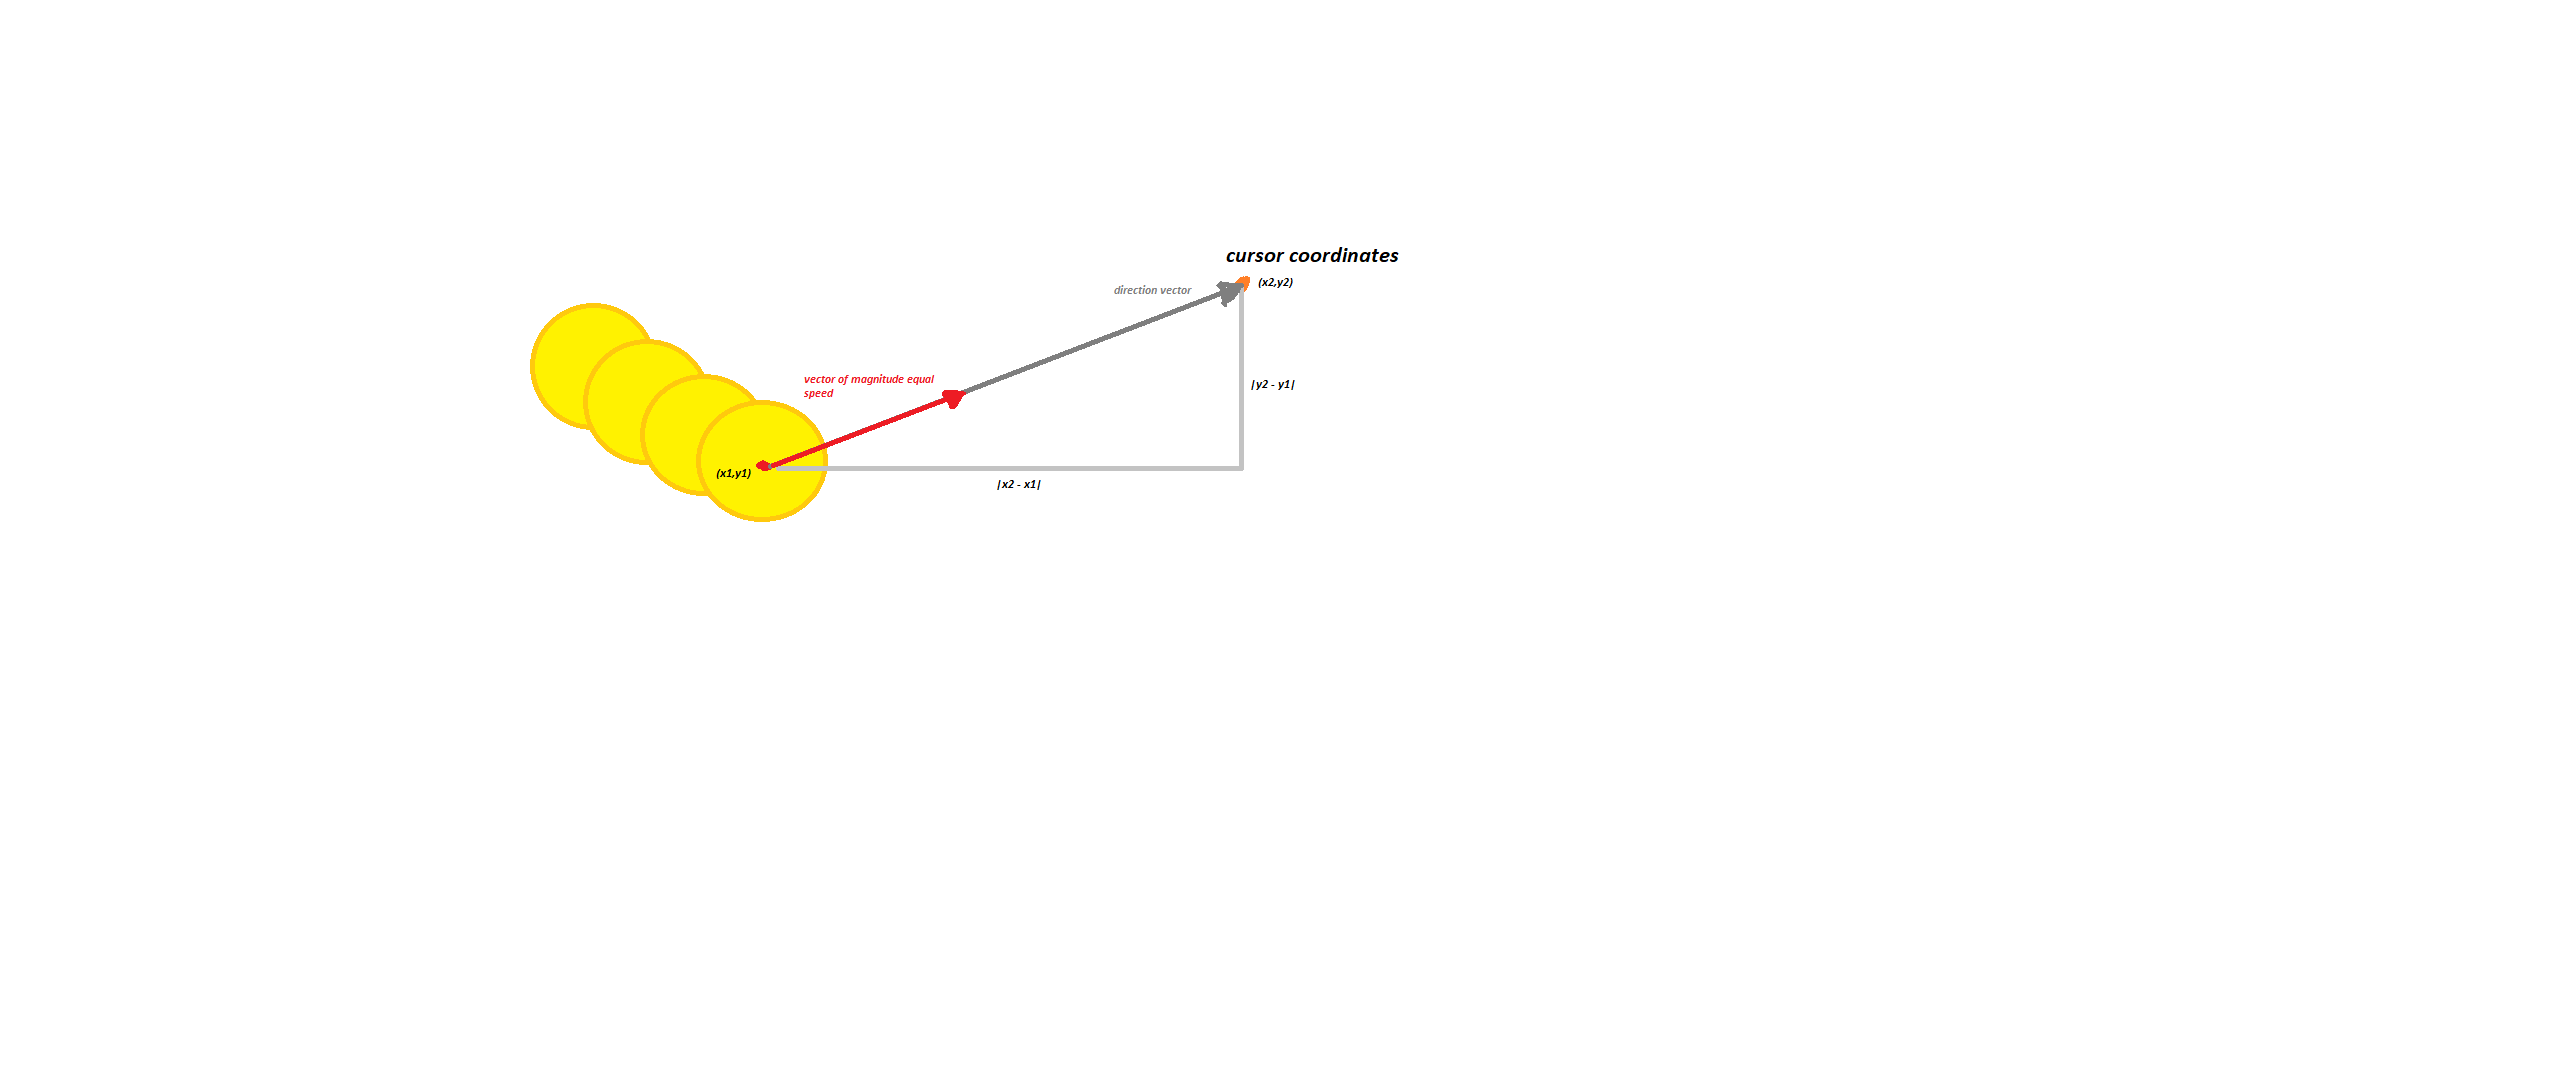 cursor coordinates
(x2,y2)
direction vector
vector of magnitude equal
speed
|y2 - y1|
(x1,y1)
|x2 - x1|